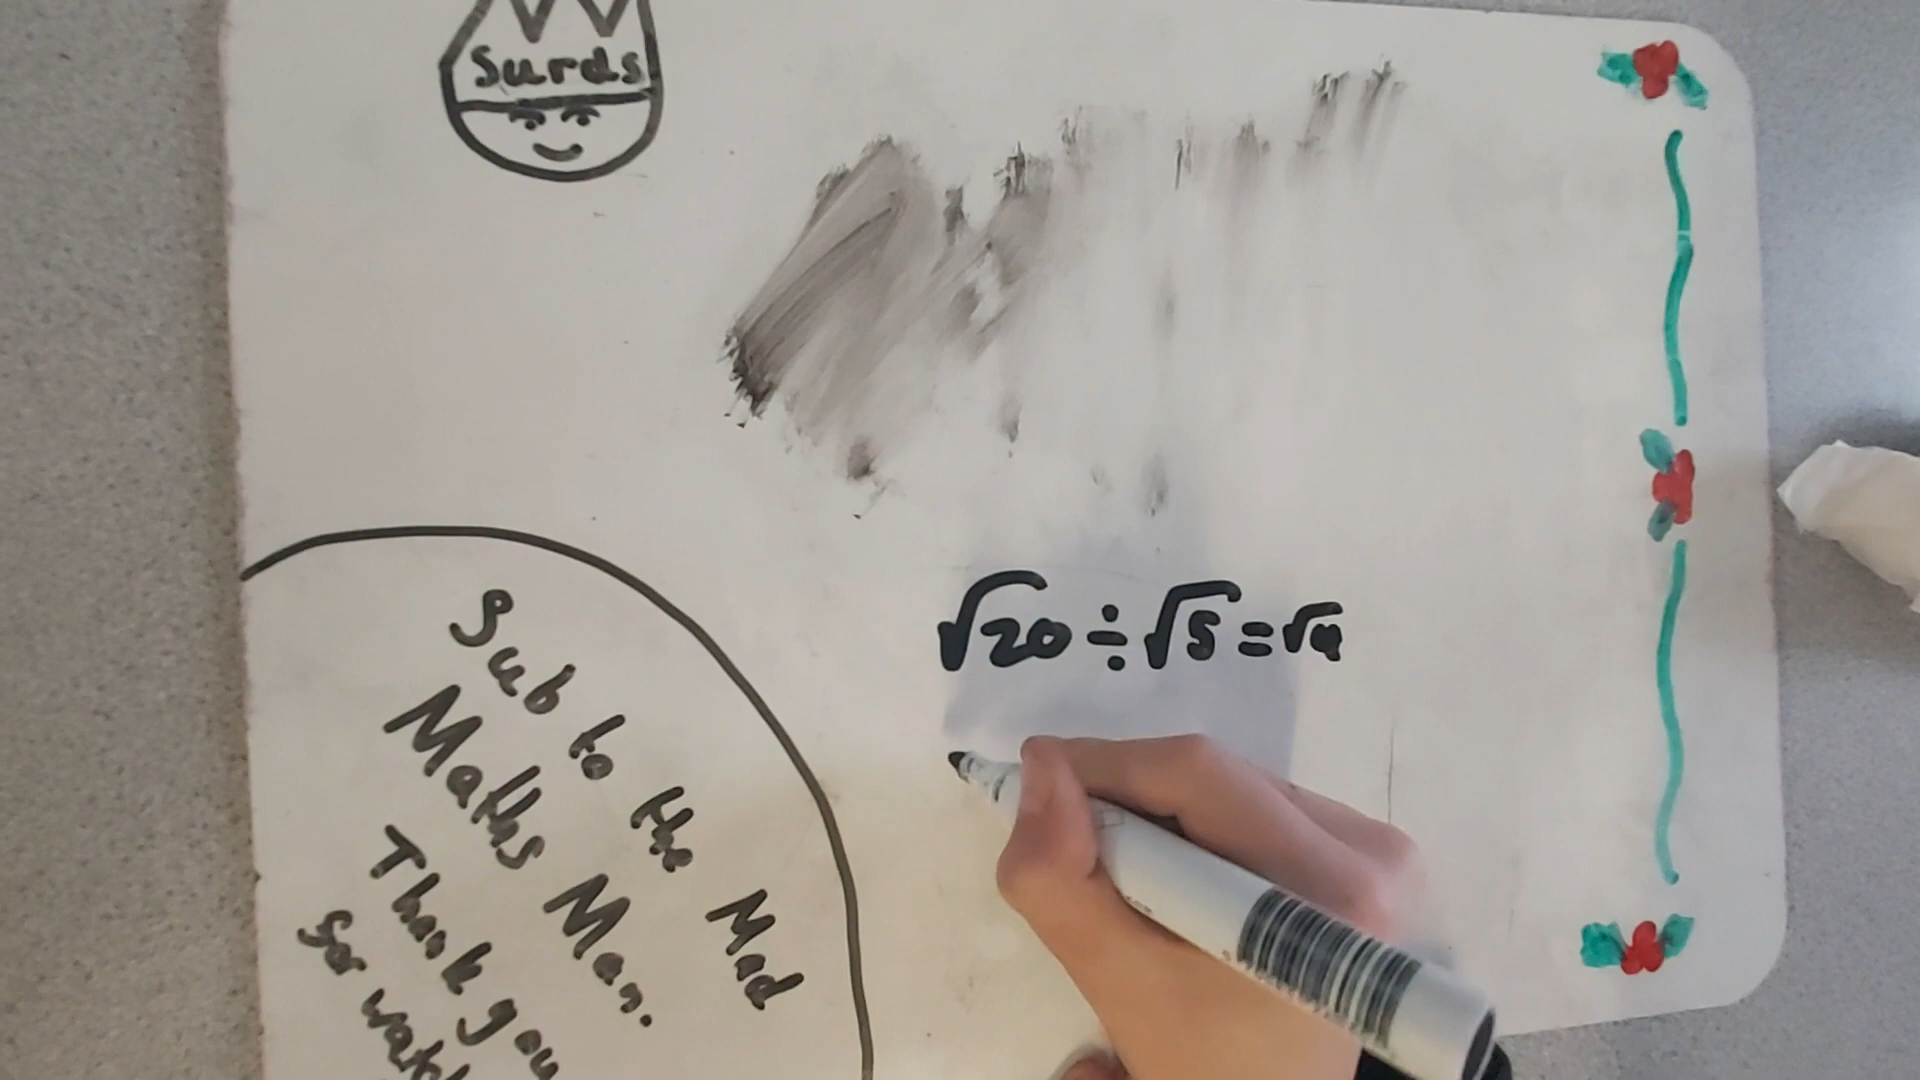 Surds
√20 ÷ √5 = √4
Sub to the Mad
Maths Man.
Thank you
for watch